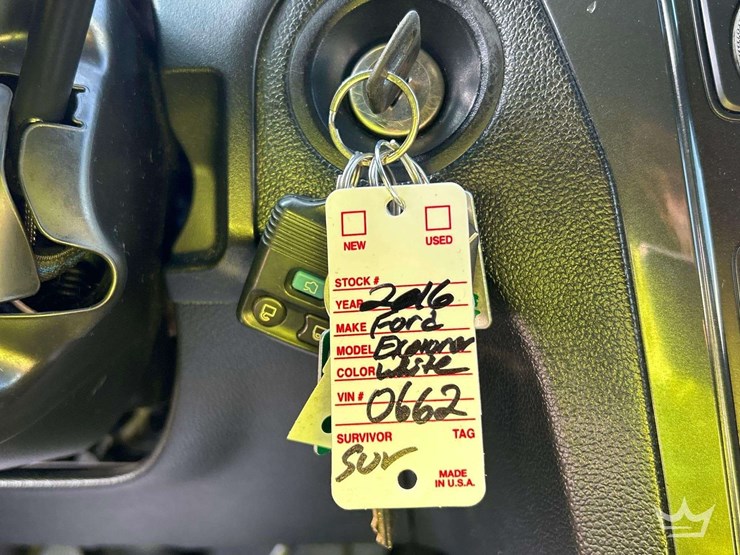 NEW USED
STOCK #
YEAR 2016
MAKE Ford
MODEL Explorer
COLOR White
VIN # 0662
SURVIVOR TAG
SUV
MADE
IN U.S.A.